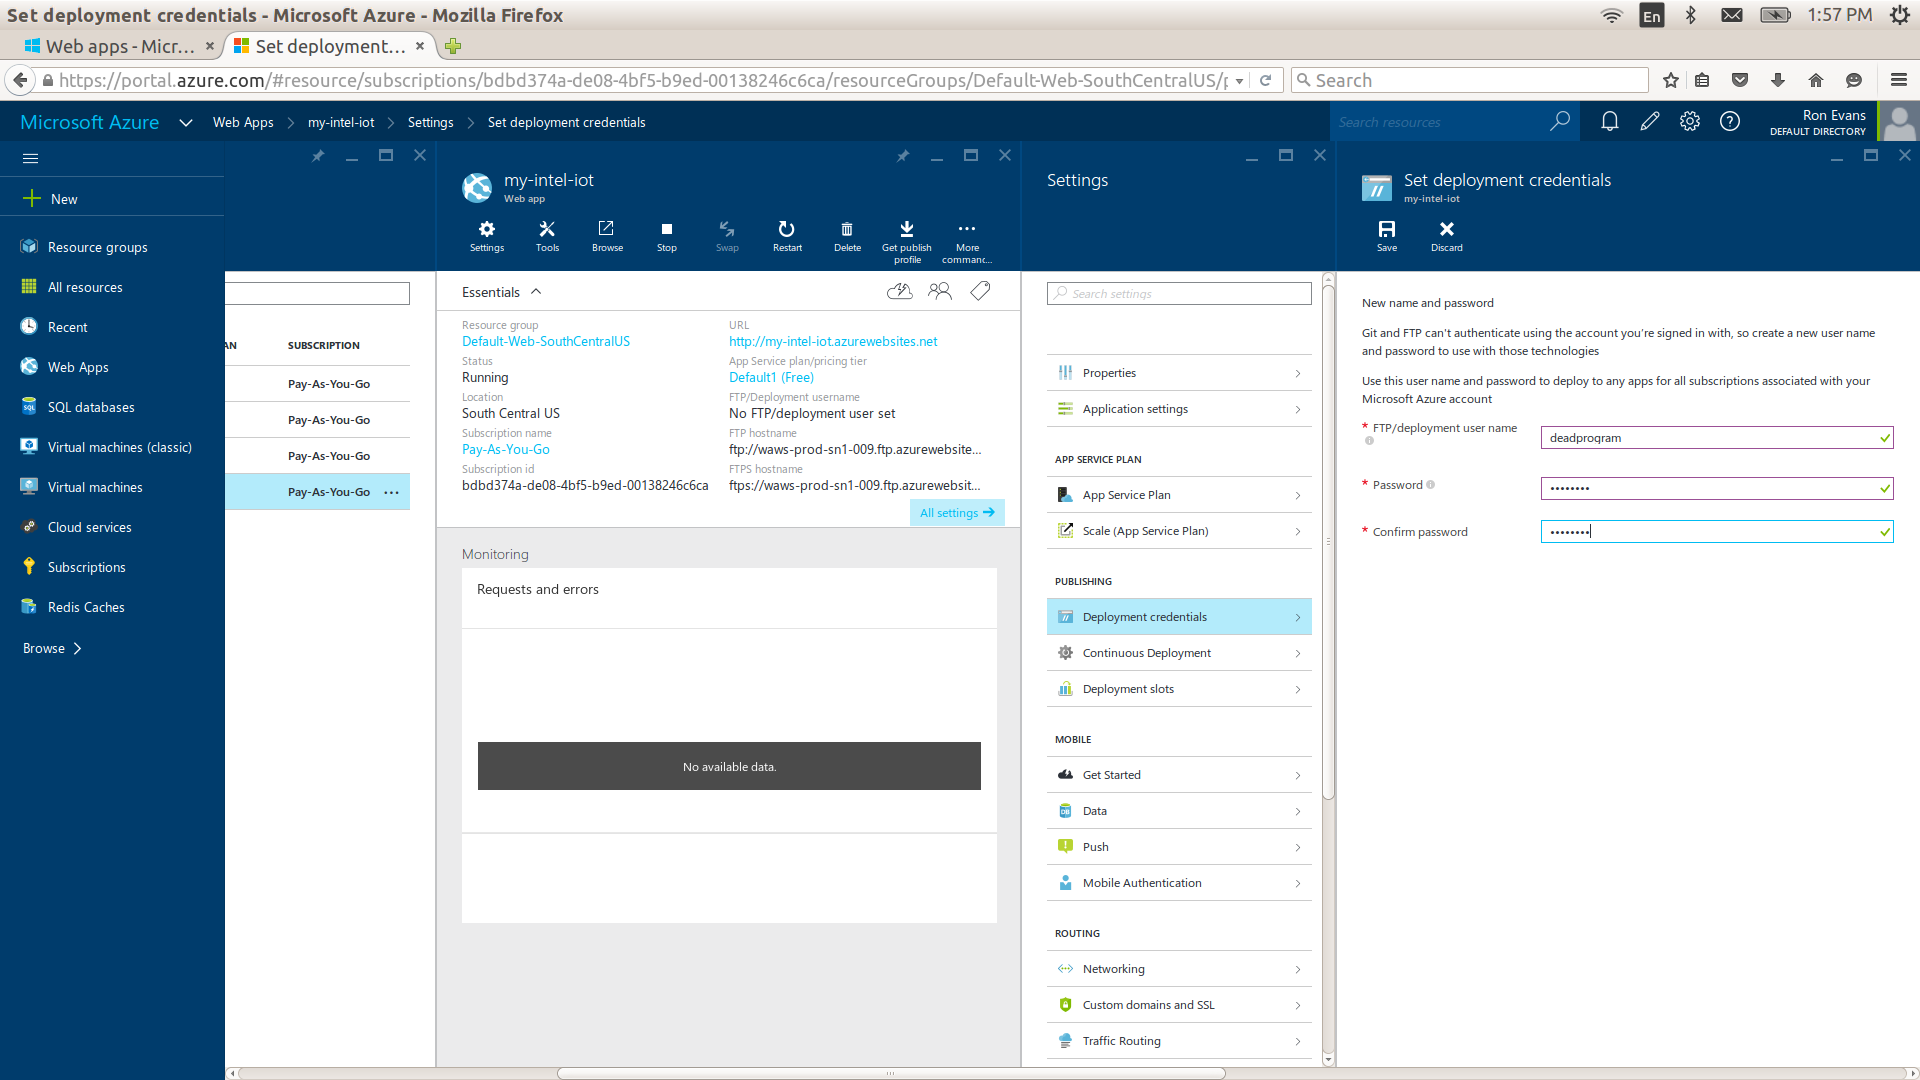 Set deployment credentials - Microsoft Azure - Mozilla Firefox
En
1:57 PM
Web apps - Micr...
Set deployment...
https://portal.azure.com/#resource/subscriptions/bdbd374a-de08-4bf5-b9ed-00138246c6ca/resourceGroups/Default-Web-SouthCentralUS/p
Search
Microsoft Azure
Web Apps
my-intel-iot
Settings
Set deployment credentials
Search resources
Ron Evans
DEFAULT DIRECTORY
New
Resource groups
All resources
Recent
Web Apps
SQL databases
Virtual machines (classic)
Virtual machines
Cloud services
Subscriptions
Redis Caches
Browse
AN
SUBSCRIPTION
Pay-As-You-Go
Pay-As-You-Go
Pay-As-You-Go
Pay-As-You-Go ...
my-intel-iot
Web app
Settings
Tools
Browse
Stop
Swap
Restart
Delete
Get publish
profile
More
commanc...
Essentials
Resource group
Default-Web-SouthCentralUS
Status
Running
Location
South Central US
Subscription name
Pay-As-You-Go
Subscription id
bdbd374a-de08-4bf5-b9ed-00138246c6ca
URL
http://my-intel-iot.azurewebsites.net
App Service plan/pricing tier
Default1 (Free)
FTP/Deployment username
No FTP/deployment user set
FTP hostname
ftp://waws-prod-sn1-009.ftp.azurewebsite...
FTPS hostname
ftps://waws-prod-sn1-009.ftp.azurewebsit...
All settings
Monitoring
Requests and errors
No available data.
Settings
Search settings
Properties
Application settings
APP SERVICE PLAN
App Service Plan
Scale (App Service Plan)
PUBLISHING
Deployment credentials
Continuous Deployment
Deployment slots
MOBILE
Get Started
Data
Push
Mobile Authentication
ROUTING
Networking
Custom domains and SSL
Traffic Routing
Set deployment credentials
my-intel-iot
Save
Discard
New name and password
Git and FTP can't authenticate using the account you're signed in with, so create a new user name
and password to use with those technologies
Use this user name and password to deploy to any apps for all subscriptions associated with your
Microsoft Azure account
* FTP/deployment user name
deadprogram
* Password
••••••••
* Confirm password
••••••••